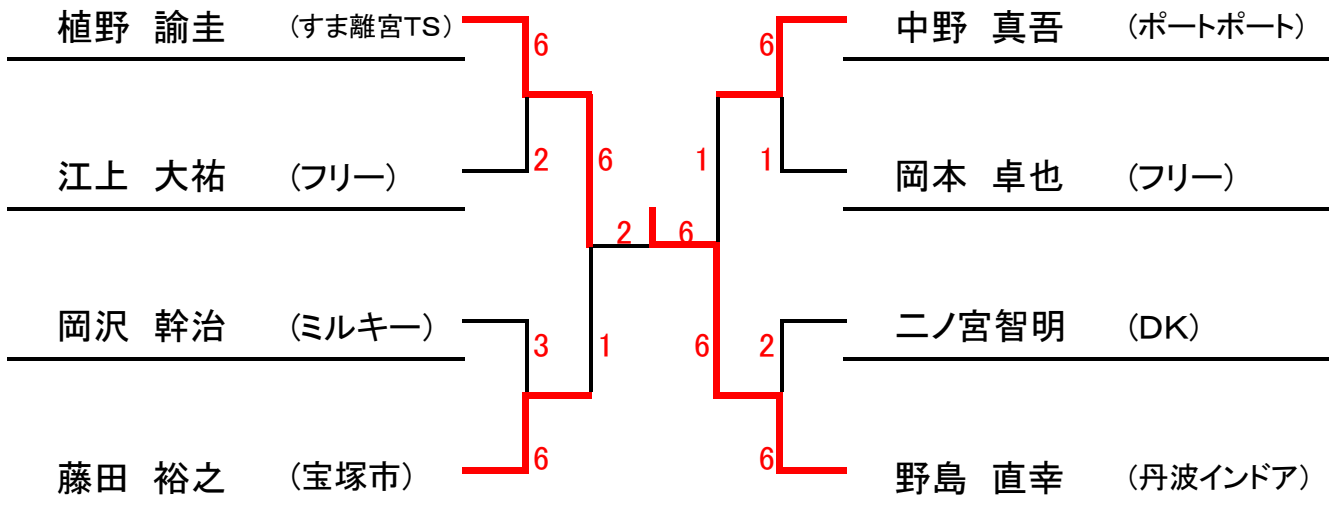 植野 諭圭 (すま離宮TS)
6
江上 大祐 (フリー)
2
6
岡沢 幹治 (ミルキー)
3
1
藤田 裕之 (宝塚市)
6
2
6
中野 真吾 (ポートポート)
6
岡本 卓也 (フリー)
1
1
二ノ宮智明 (DK)
6
2
野島 直幸 (丹波インドア)
6